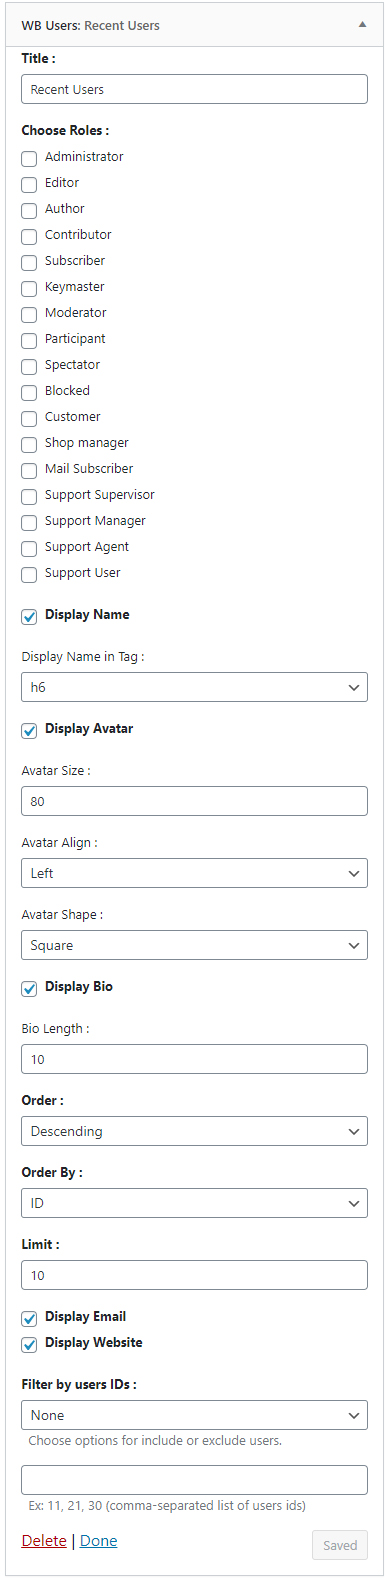 WB Users: Recent Users
Title :
Recent Users
Choose Roles :
Administrator
Editor
Author
Contributor
Subscriber
Keymaster
Moderator
Participant
Spectator
Blocked
Customer
Shop manager
Mail Subscriber
Support Supervisor
Support Manager
Support Agent
Support User
Display Name
Display Name in Tag :
h6
Display Avatar
Avatar Size :
80
Avatar Align :
Left
Avatar Shape :
Square
Display Bio
Bio Length :
10
Order :
Descending
Order By :
ID
Limit :
10
Display Email
Display Website
Filter by users IDs :
None
Choose options for include or exclude users.
Ex: 11, 21, 30 (comma-separated list of users ids)
Delete | Done Saved